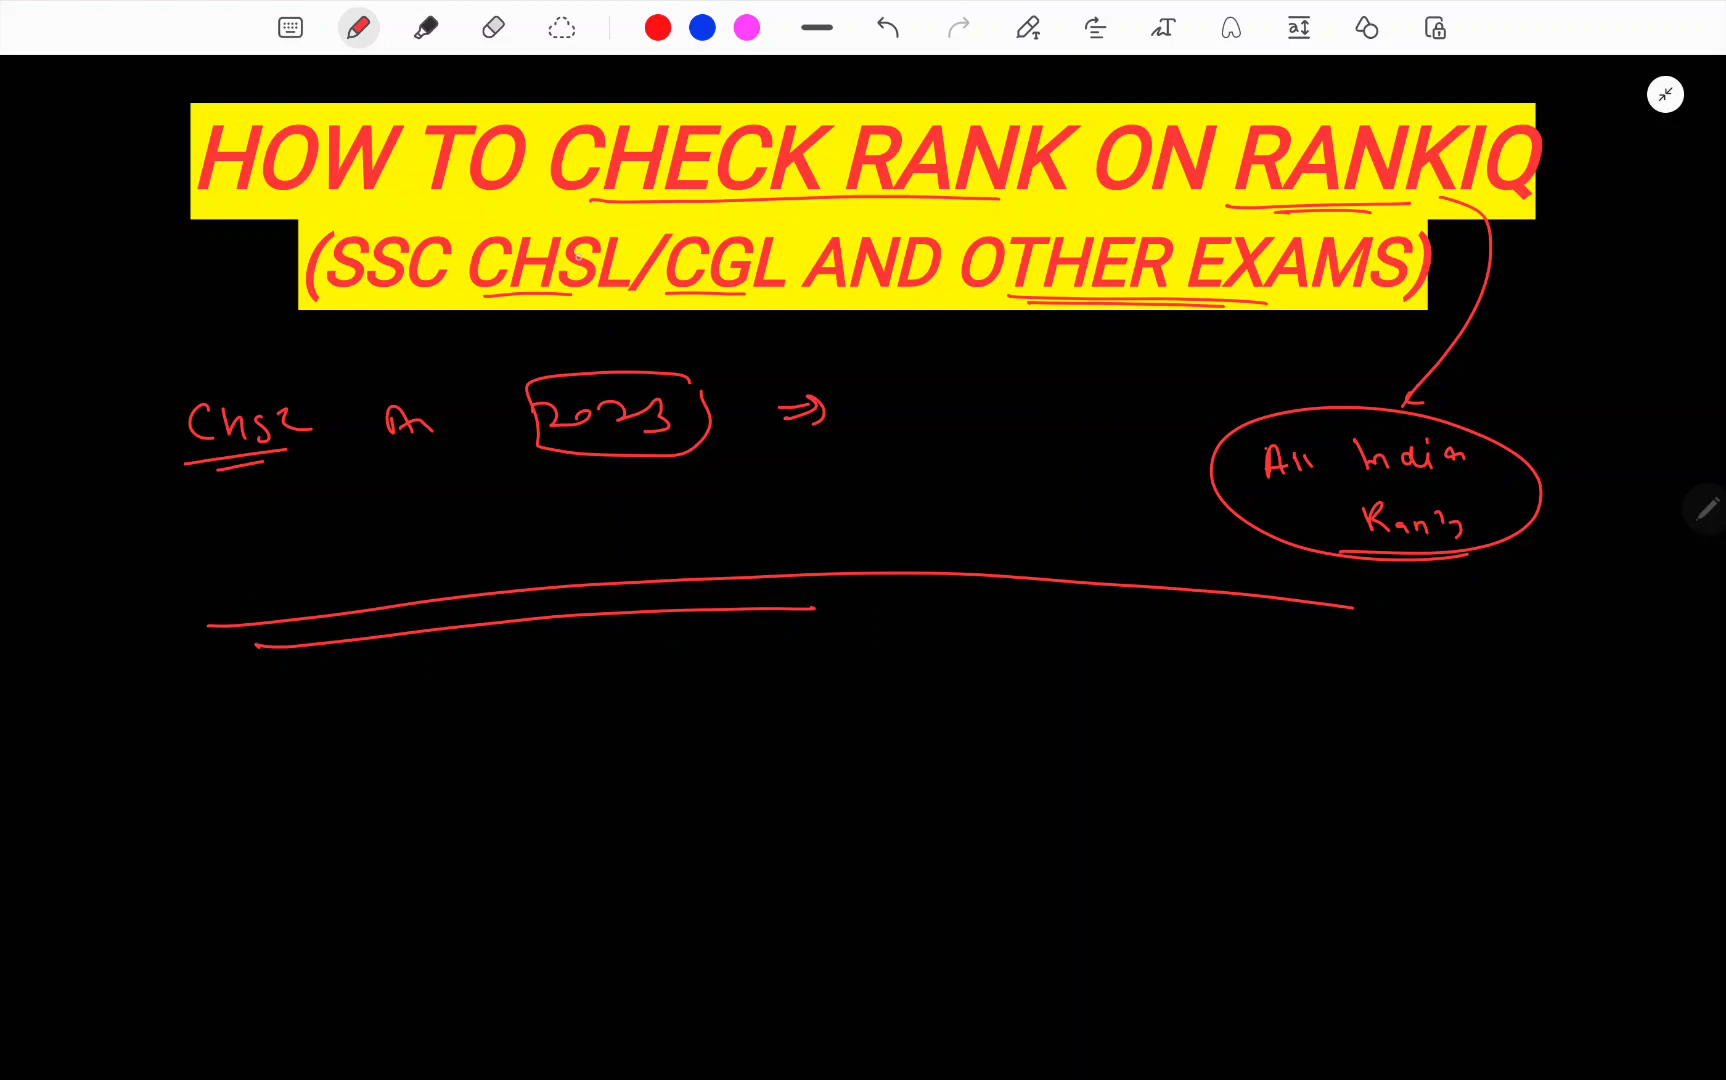 HOW TO CHECK RANK ON RANKIQ
(SSC CHSL/CGL AND OTHER EXAMS)
Chsl 2023 ⇒
All India
Rank